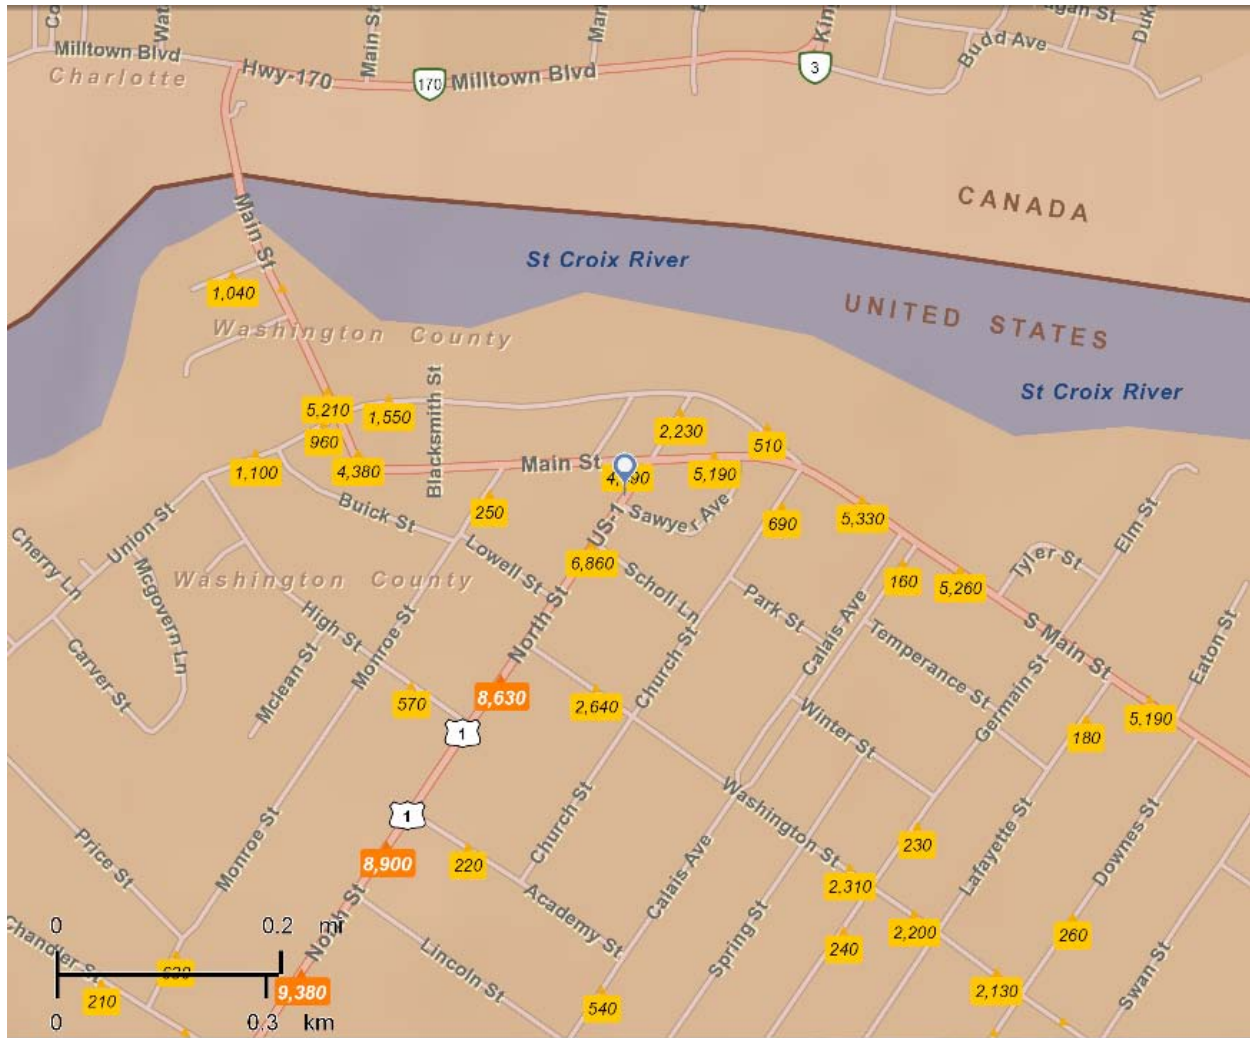 Main St
Budd Ave
Milltown Blvd
Charlotte
Hwy-170
170
Milltown Blvd
3
CANADA
Main St
St Croix River
1,040
UNITED STATES
Washington County
St Croix River
5,210
1,550
Blacksmith St
2,230
960
510
1,100
4,380
Main St
5,190
250
Buick St
US-1
Sawyer Ave
690
5,330
Elm St
Union St
Cherry Ln
Mcgovern Ln
Washington County
Lowell St
6,860
Scholl Ln
160
5,260
Tyler St
High St
Monroe St
North St
Park St
Calais Ave
Temperance St
S Main St
Eaton St
Carver St
Mclean St
570
8,630
2,640
Church St
Winter St
Germain St
180
5,190
1
1
Price St
Monroe St
8,900
220
Church St
Washington St
230
Lafayette St
Downes St
2,310
Academy St
Calais Ave
Spring St
240
2,200
260
0
0.2 mi
Chandler St
North St
Lincoln St
630
210
9,380
540
2,130
Swan St
0
0.3 km